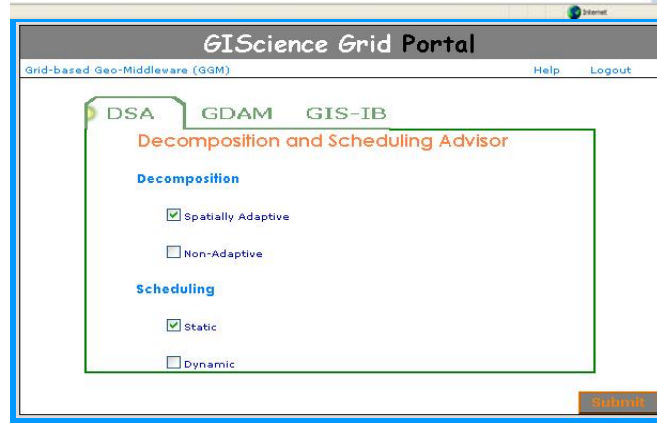 Internet
GIScience Grid Portal
Grid-based Geo-Middleware (GGM) Help Logout
DSA GDAM GIS-IB
Decomposition and Scheduling Advisor
Decomposition
Spatially Adaptive
Non-Adaptive
Scheduling
Static
Dynamic
Submit